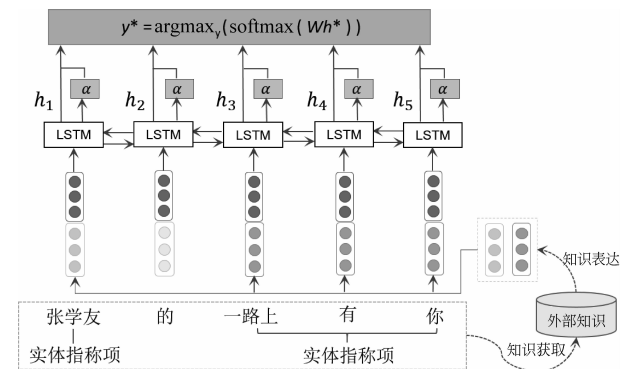 y* = argmax_y(softmax(Wh*))
h₁ α h₂ α h₃ α h₄ α h₅ α
LSTM LSTM LSTM LSTM LSTM
知识表达
张学友 的 一路上 有 你
外部知识
实体指称项 实体指称项
知识获取